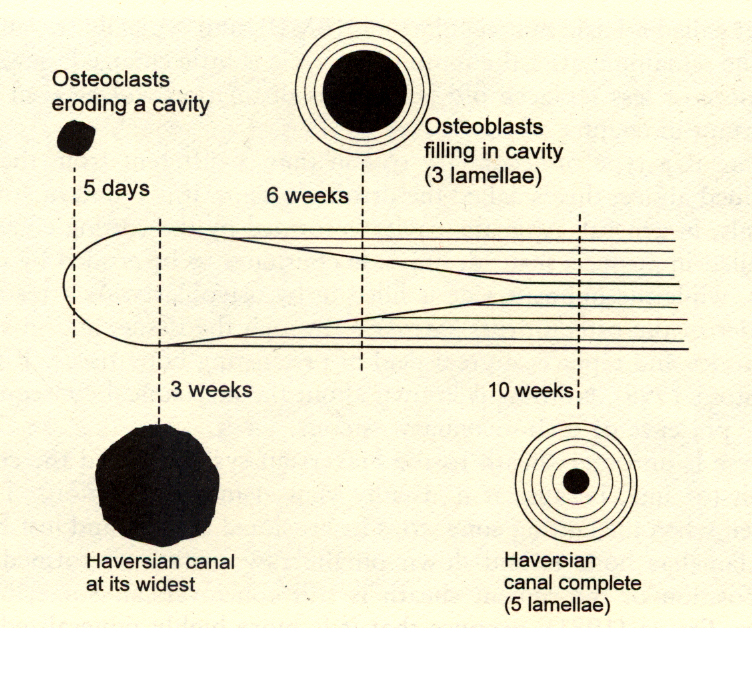 Osteoclasts
eroding a cavity
5 days
6 weeks
Osteoblasts
filling in cavity
(3 lamellae)
3 weeks
10 weeks
Haversian canal
at its widest
Haversian
canal complete
(5 lamellae)